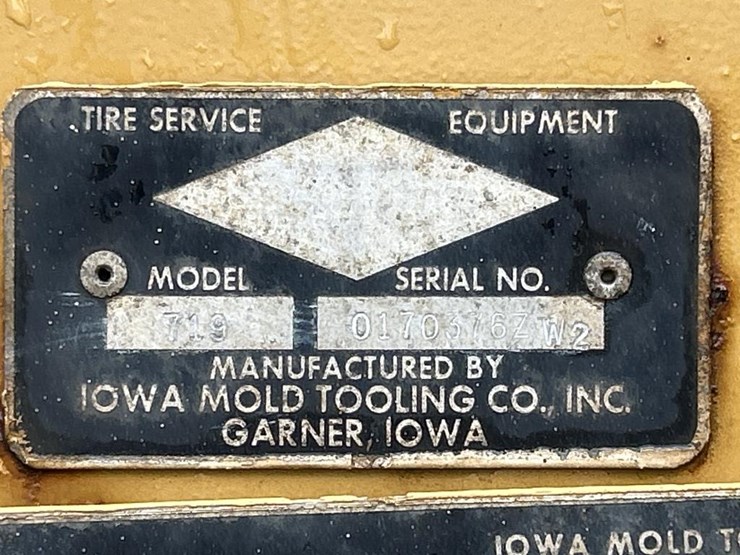 TIRE SERVICE EQUIPMENT
MODEL SERIAL NO.
719 0170376Z W2
MANUFACTURED BY
IOWA MOLD TOOLING CO., INC.
GARNER, IOWA
IOWA MOLD